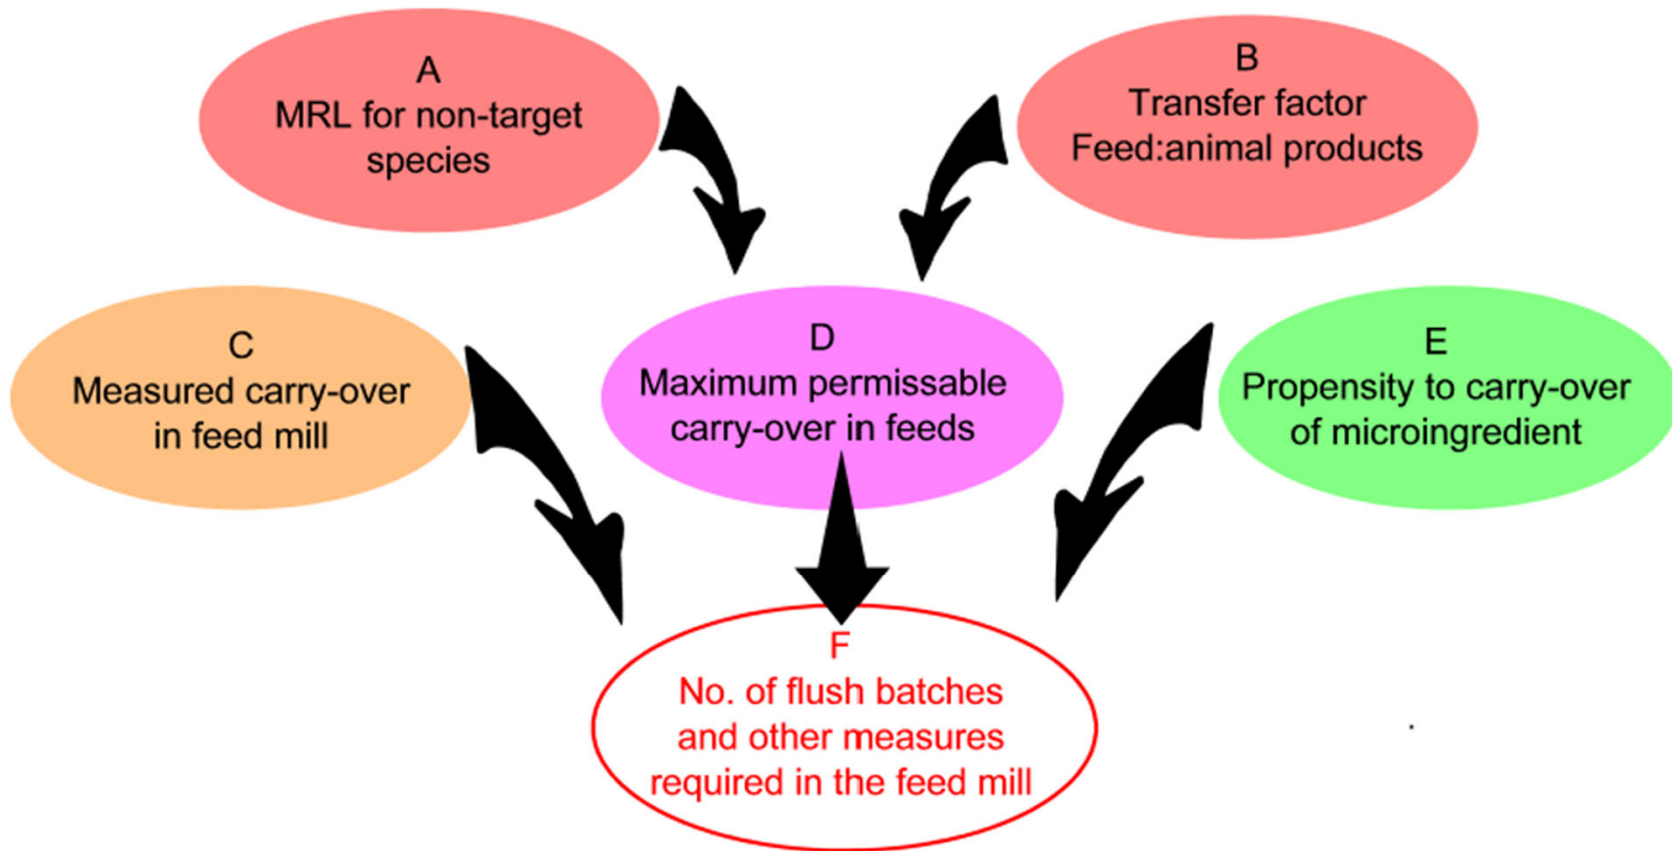 A
MRL for non-target
species
B
Transfer factor
Feed:animal products
C
Measured carry-over
in feed mill
D
Maximum permissable
carry-over in feeds
E
Propensity to carry-over
of microingredient
F
No. of flush batches
and other measures
required in the feed mill